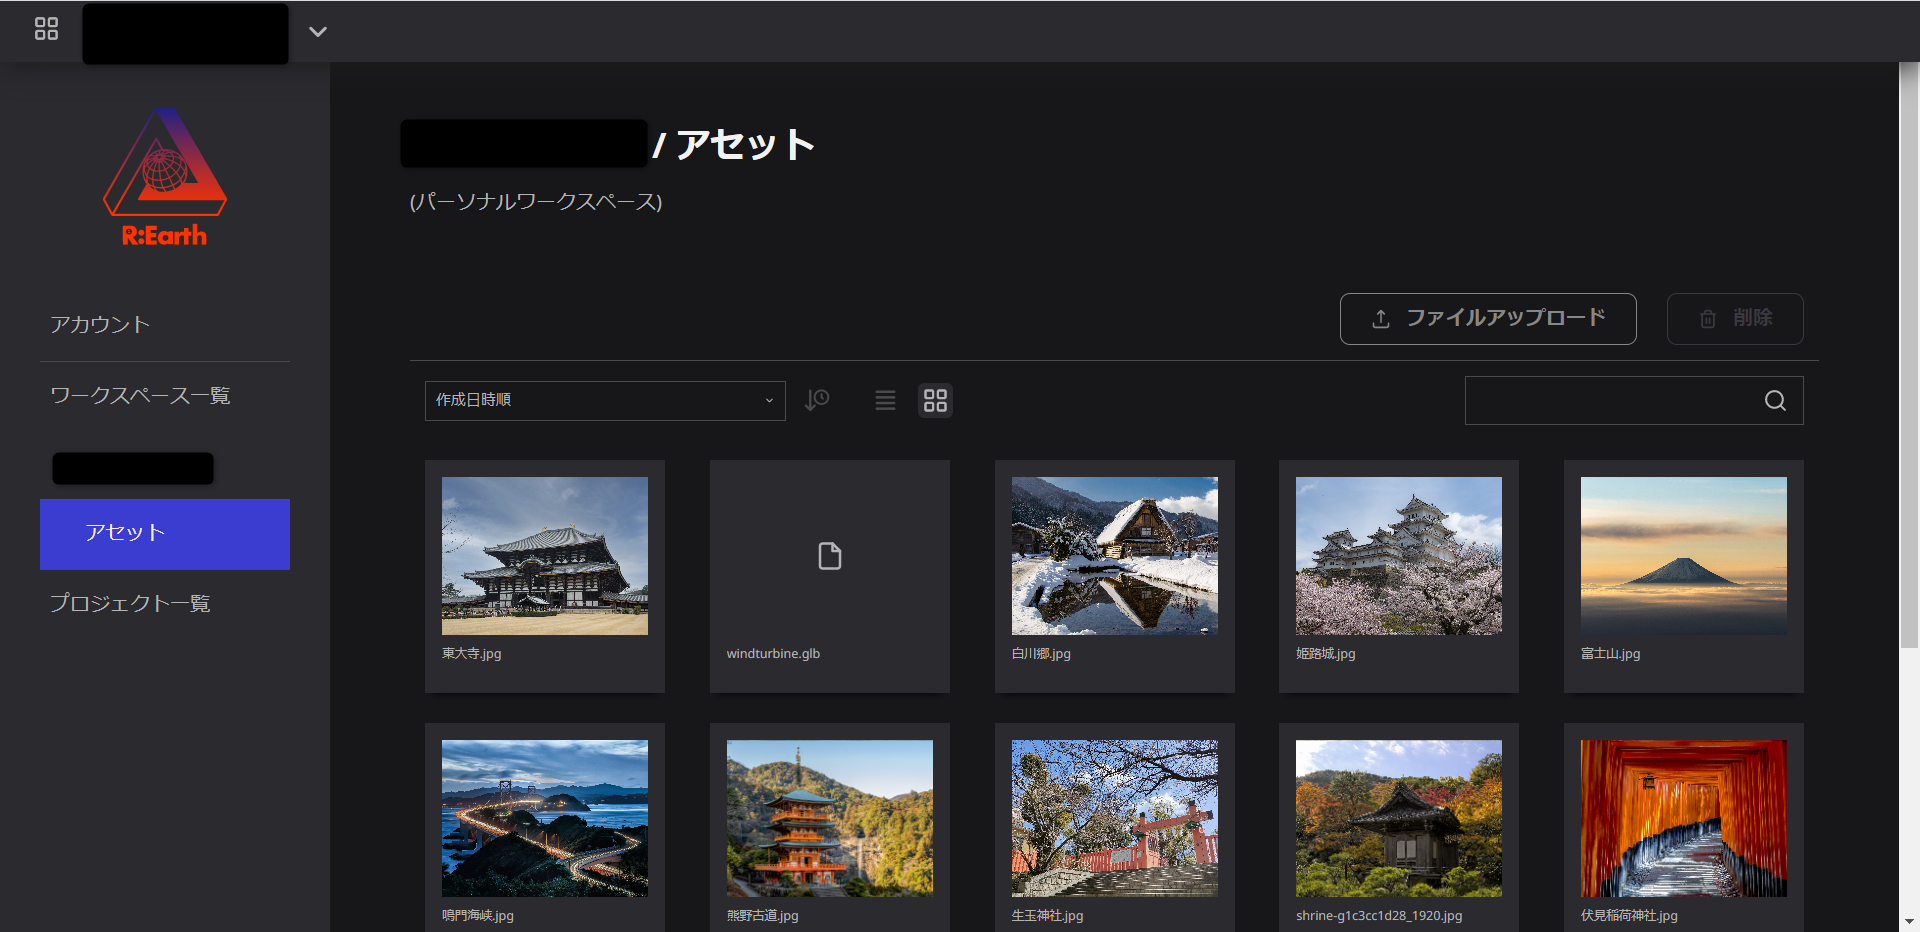 R:Earth
アカウント
ワークスペース一覧
アセット
プロジェクト一覧
/ アセット
(パーソナルワークスペース)
ファイルアップロード
削除
作成日時順
東大寺.jpg
windturbine.glb
白川郷.jpg
姫路城.jpg
富士山.jpg
鳴門海峡.jpg
熊野古道.jpg
生玉神社.jpg
shrine-g1c3cc1d28_1920.jpg
伏見稲荷神社.jpg